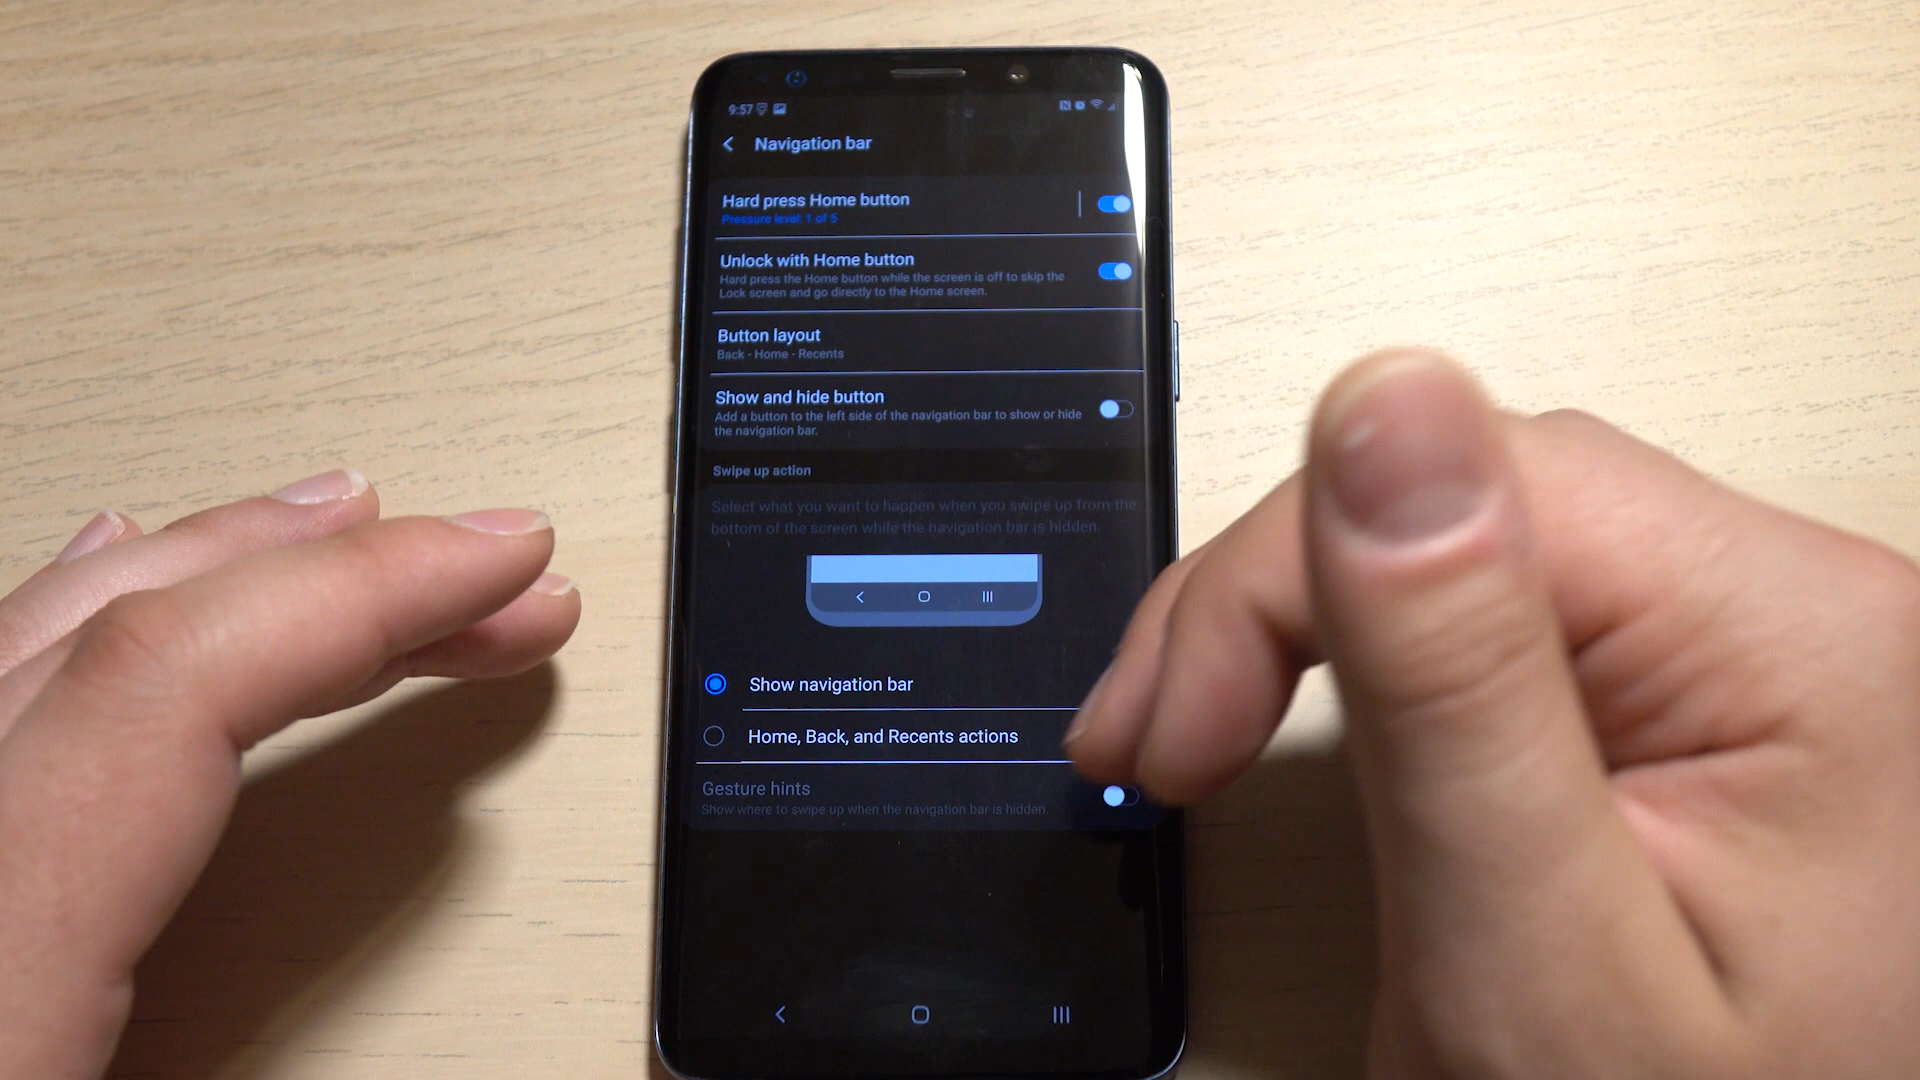 9:57
Navigation bar
Hard press Home button
Pressure level: 1 of 5
Unlock with Home button
Hard press the Home button while the screen is off to skip the
Lock screen and go directly to the Home screen.
Button layout
Back - Home - Recents
Show and hide button
Add a button to the left side of the navigation bar to show or hide
the navigation bar.
Swipe up action
Select what you want to happen when you swipe up from the
bottom of the screen while the navigation bar is hidden.
Show navigation bar
Home, Back, and Recents actions
Gesture hints
Show where to swipe up when the navigation bar is hidden.